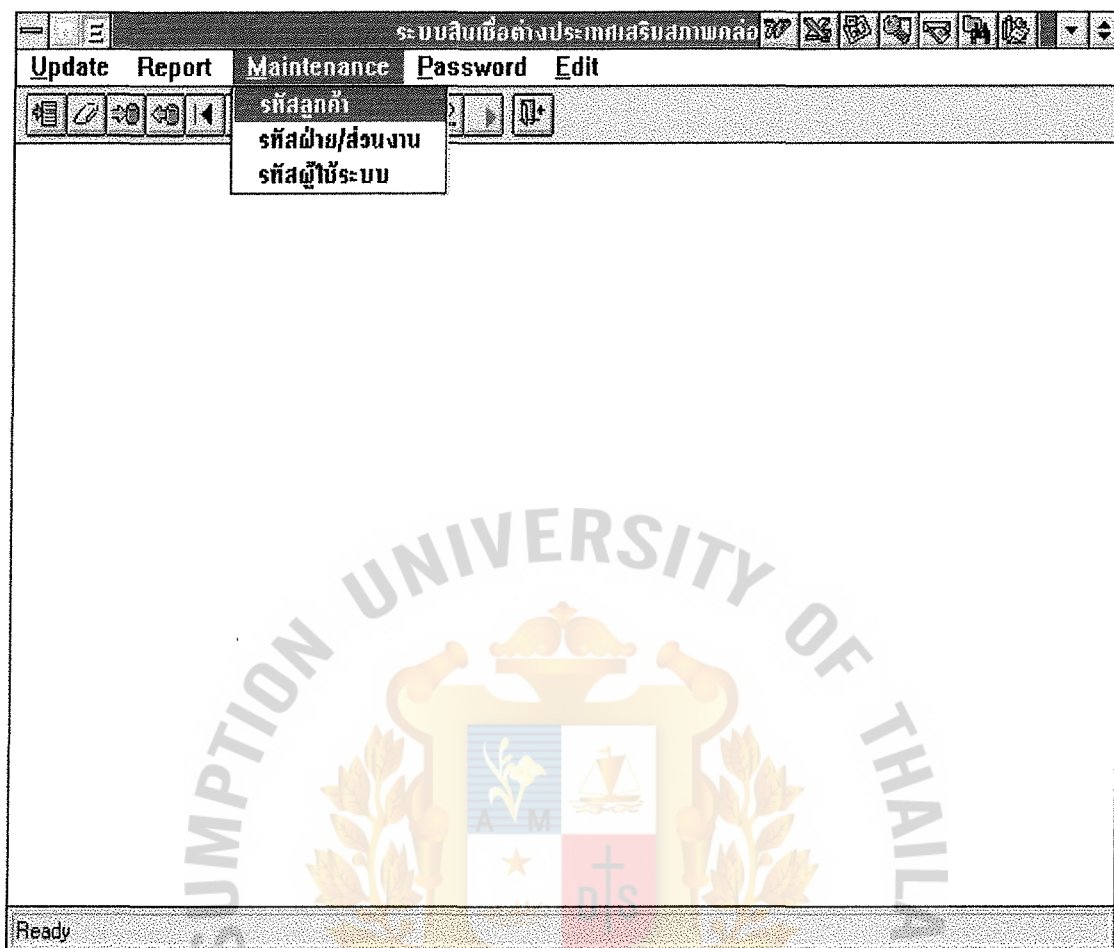 ระบบสินเชื่อต่างประเทศเสริมสภาพคล่อ
Update Report Maintenance Password Edit
รหัสลูกค้า
รหัสฝ่าย/ส่วนงาน
รหัสผู้ใช้ระบบ
UMPTION UNIVERSITY OF THAILA
A M
D S
Ready